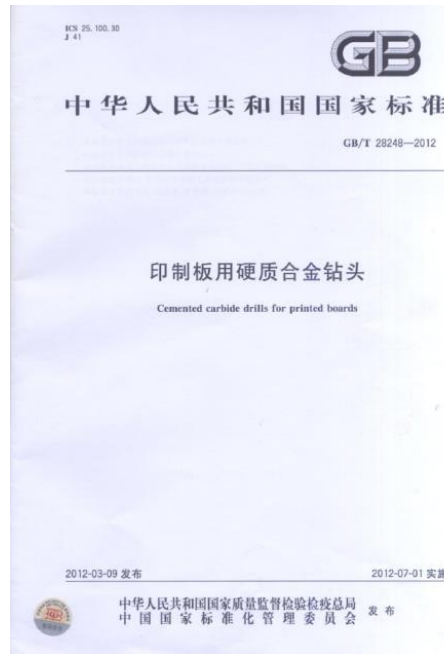 ICS 25.100.30
J 41
GB
中华人民共和国国家标准
GB/T 28248—2012
印制板用硬质合金钻头
Cemented carbide drills for printed boards
2012-03-09 发布
2012-07-01 实施
中华人民共和国国家质量监督检验检疫总局
中国国家标准化管理委员会
发布